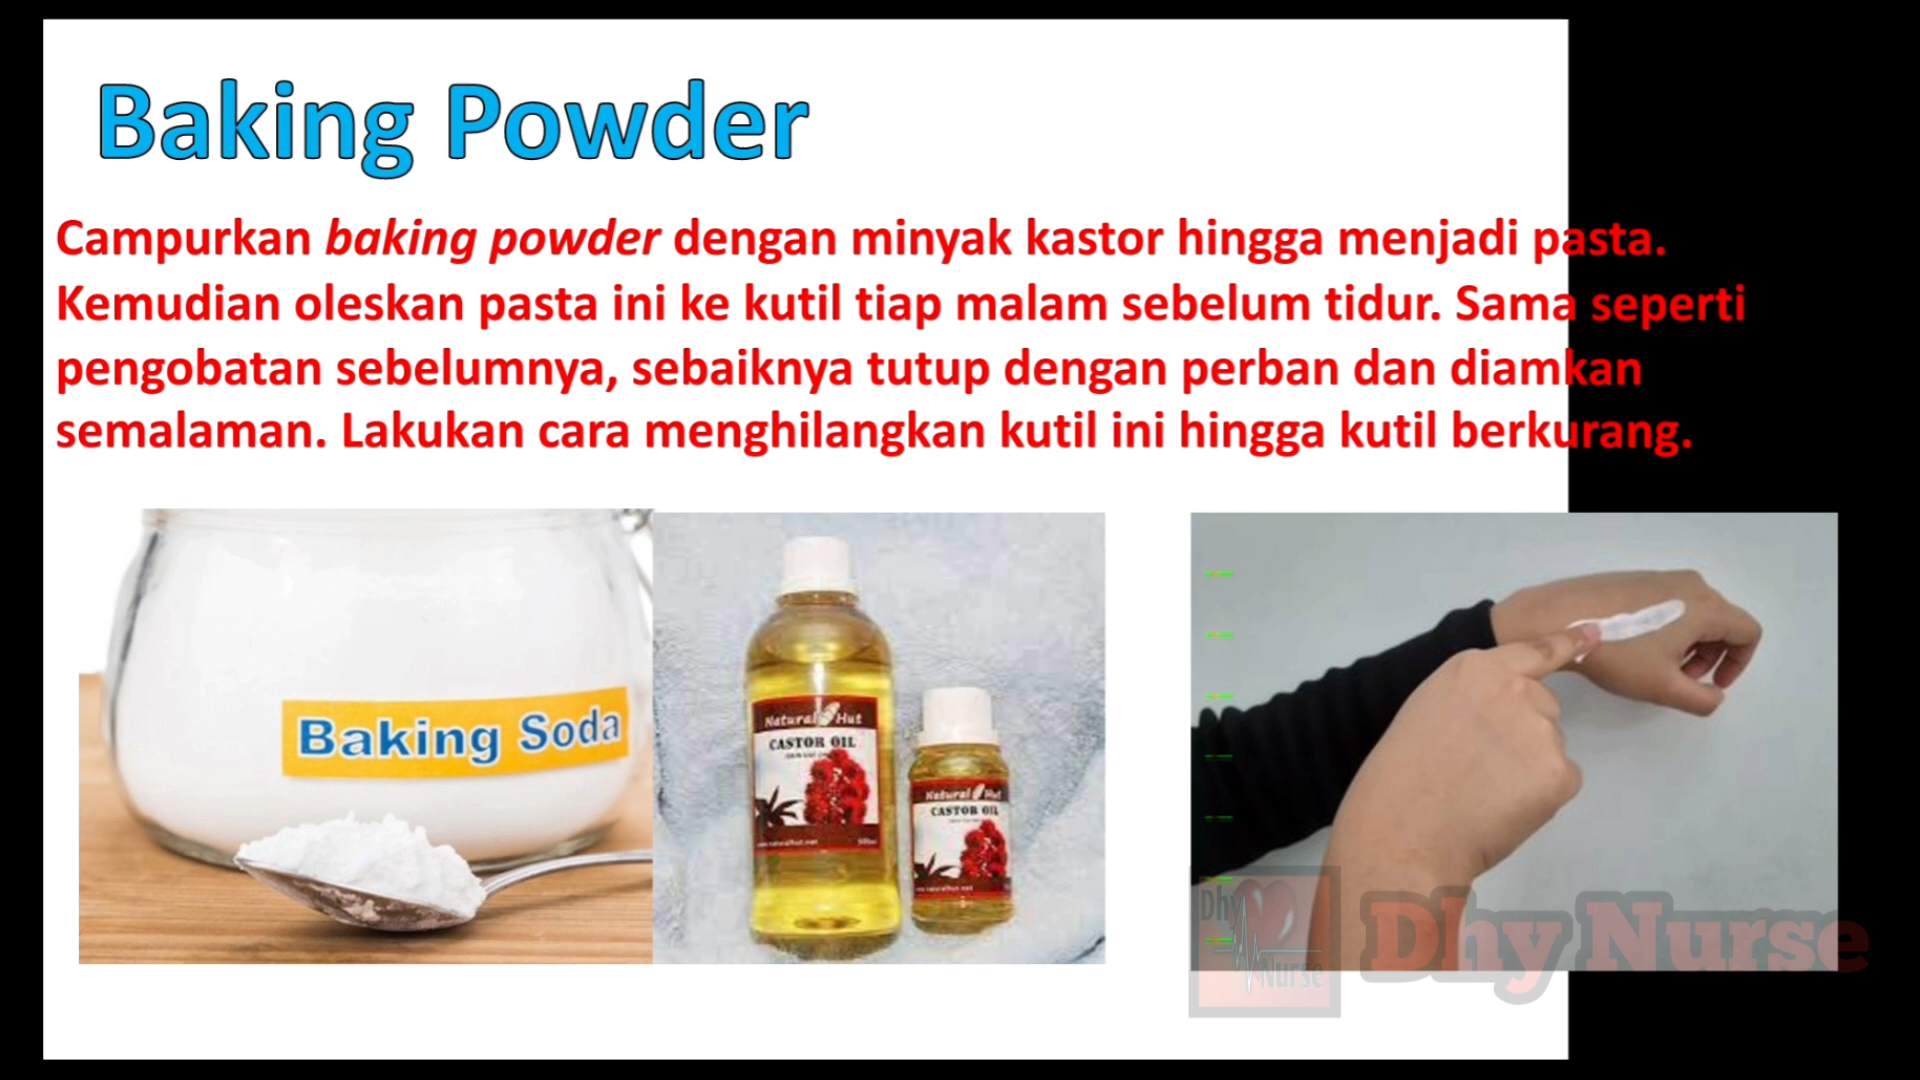 Baking Powder
Campurkan baking powder dengan minyak kastor hingga menjadi pasta.
Kemudian oleskan pasta ini ke kutil tiap malam sebelum tidur. Sama seperti
pengobatan sebelumnya, sebaiknya tutup dengan perban dan diamkan
semalaman. Lakukan cara menghilangkan kutil ini hingga kutil berkurang.
Baking Soda
Natural Hut
CASTOR OIL
Natural Hut
CASTOR OIL
Dhy
Nurse
Dhy Nurse